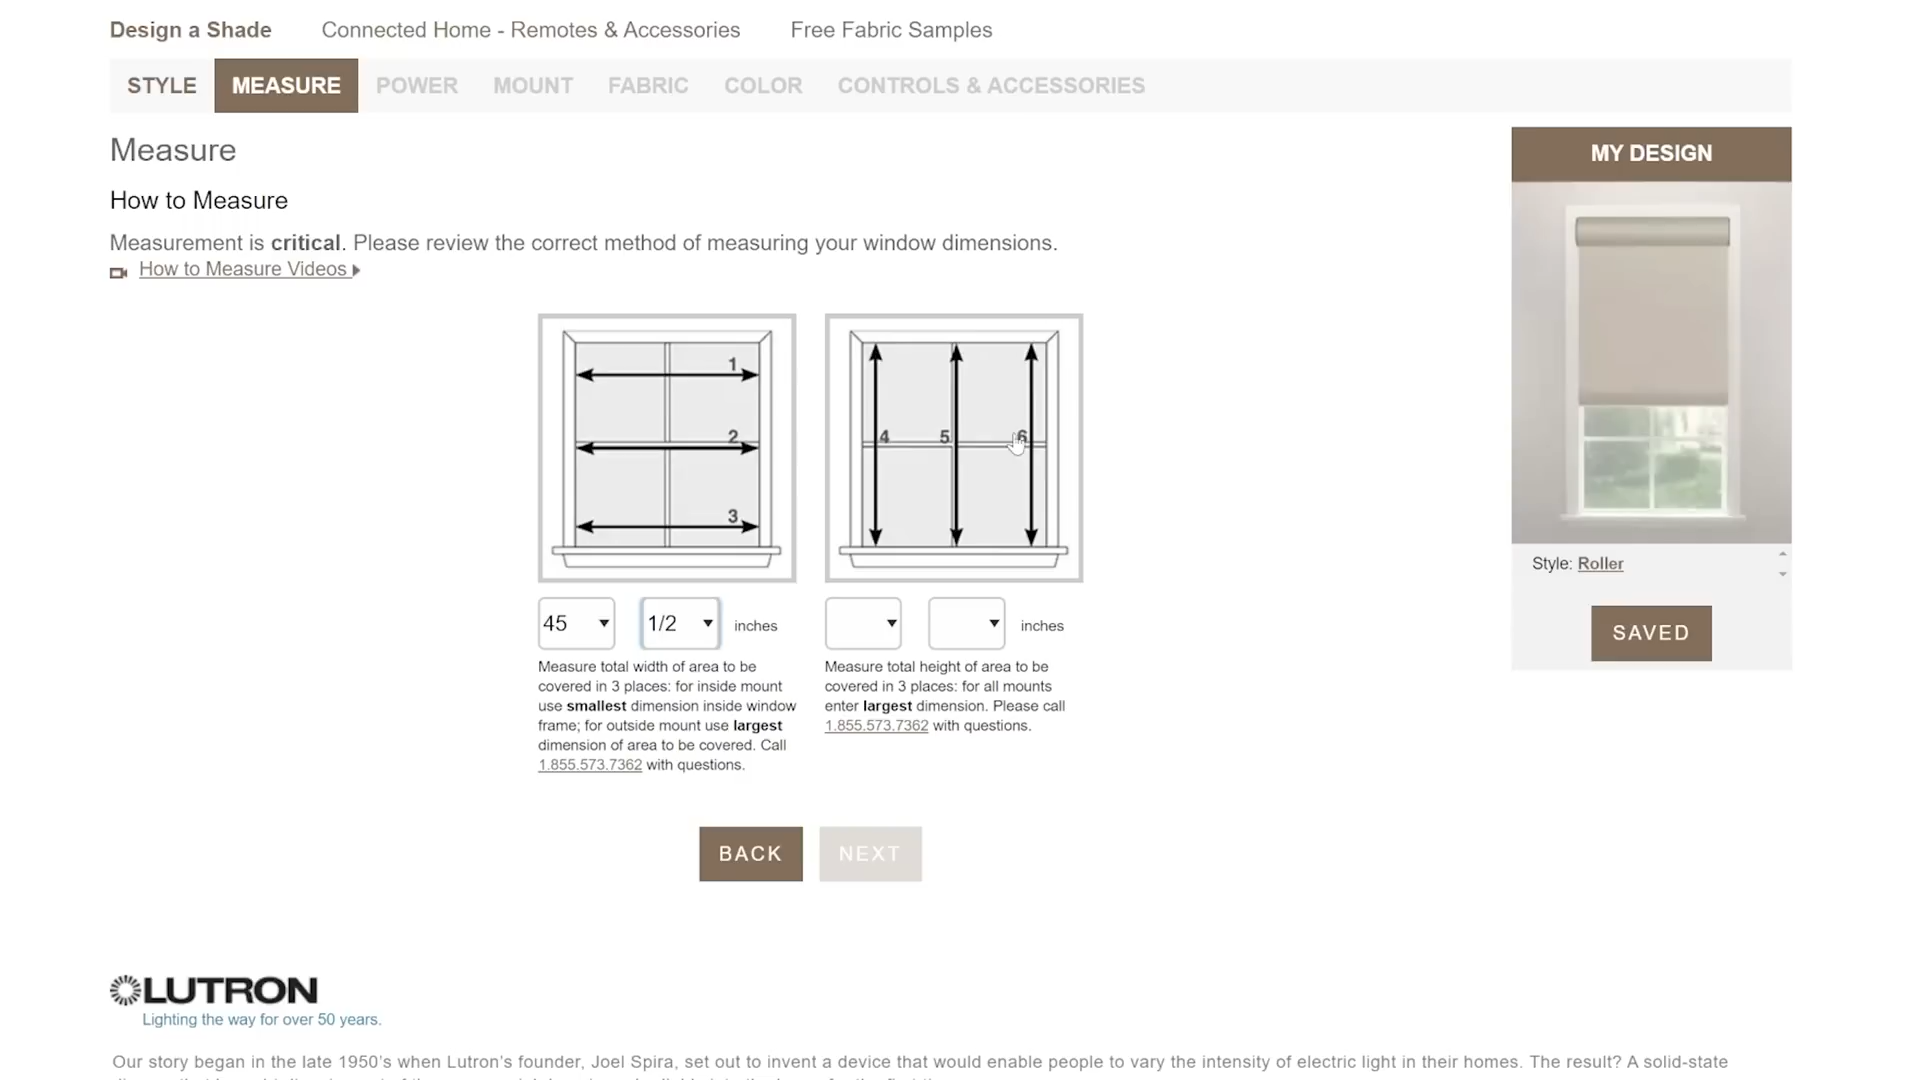 Design a Shade Connected Home - Remotes & Accessories Free Fabric Samples
STYLE MEASURE POWER MOUNT FABRIC COLOR CONTROLS & ACCESSORIES
Measure
How to Measure
Measurement is critical. Please review the correct method of measuring your window dimensions.
How to Measure Videos
1
2
3
4 5 6
45 1/2 inches
inches
Measure total width of area to be
covered in 3 places: for inside mount
use smallest dimension inside window
frame; for outside mount use largest
dimension of area to be covered. Call
1.855.573.7362 with questions.
Measure total height of area to be
covered in 3 places: for all mounts
enter largest dimension. Please call
1.855.573.7362 with questions.
BACK NEXT
MY DESIGN
Style: Roller
SAVED
LUTRON
Lighting the way for over 50 years.
Our story began in the late 1950's when Lutron's founder, Joel Spira, set out to invent a device that would enable people to vary the intensity of electric light in their homes. The result? A solid-state